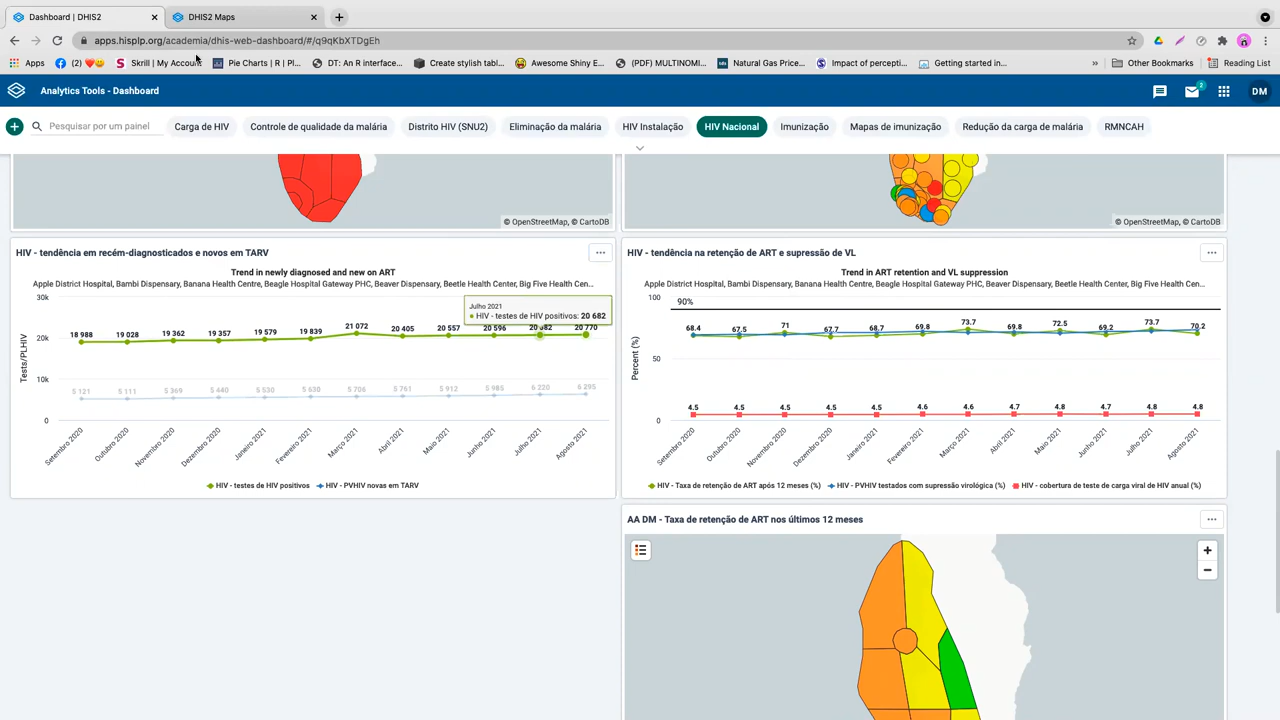 Dashboard | DHIS2
DHIS2 Maps
apps.hisplp.org/academia/dhis-web-dashboard/#/q9qKbXTDgEh
Apps
(2)
Skrill | My Account
Pie Charts | R | Pl...
DT: An R interface...
Create stylish tabl...
Awesome Shiny E...
(PDF) MULTINOMI...
Natural Gas Price...
Impact of percepti...
Getting started in...
»
Other Bookmarks
Reading List
Analytics Tools - Dashboard
2
DM
Pesquisar por um painel
Carga de HIV
Controle de qualidade da malária
Distrito HIV (SNU2)
Eliminação da malária
HIV Instalação
HIV Nacional
Imunização
Mapas de imunização
Redução da carga de malária
RMNCAH
© OpenStreetMap, © CartoDB
© OpenStreetMap, © CartoDB
HIV - tendência em recém-diagnosticados e novos em TARV
Trend in newly diagnosed and new on ART
Apple District Hospital, Bambi Dispensary, Banana Health Centre, Beagle Hospital Gateway PHC, Beaver Dispensary, Beetle Health Center, Big Five Health Cen...
Tests/PLHIV
30k
20k
10k
0
Julho 2021
HIV - testes de HIV positivos: 20 682
18 988 19 028 19 362 19 357 19 579 19 839 21 072 20 405 20 557 20 596 20 682 20 770
5 121 5 111 5 369 5 440 5 530 5 630 5 706 5 761 5 912 5 985 6 220 6 295
Setembro 2020
Outubro 2020
Novembro 2020
Dezembro 2020
Janeiro 2021
Fevereiro 2021
Março 2021
Abril 2021
Maio 2021
Junho 2021
Julho 2021
Agosto 2021
HIV - testes de HIV positivos
HIV - PVHIV novas em TARV
HIV - tendência na retenção de ART e supressão de VL
Trend in ART retention and VL suppression
Apple District Hospital, Bambi Dispensary, Banana Health Centre, Beagle Hospital Gateway PHC, Beaver Dispensary, Beetle Health Center, Big Five Health Cen...
Percent (%)
100
50
0
90%
68.4 67.5 71 67.7 68.7 69.8 73.7 69.8 72.5 69.2 73.7 70.2
4.5 4.5 4.5 4.5 4.5 4.6 4.6 4.7 4.8 4.7 4.8 4.8
Setembro 2020
Outubro 2020
Novembro 2020
Dezembro 2020
Janeiro 2021
Fevereiro 2021
Março 2021
Abril 2021
Maio 2021
Junho 2021
Julho 2021
Agosto 2021
HIV - Taxa de retenção de ART após 12 meses (%)
HIV - PVHIV testados com supressão virológica (%)
HIV - cobertura de teste de carga viral de HIV anual (%)
AA DM - Taxa de retenção de ART nos últimos 12 meses
+
−